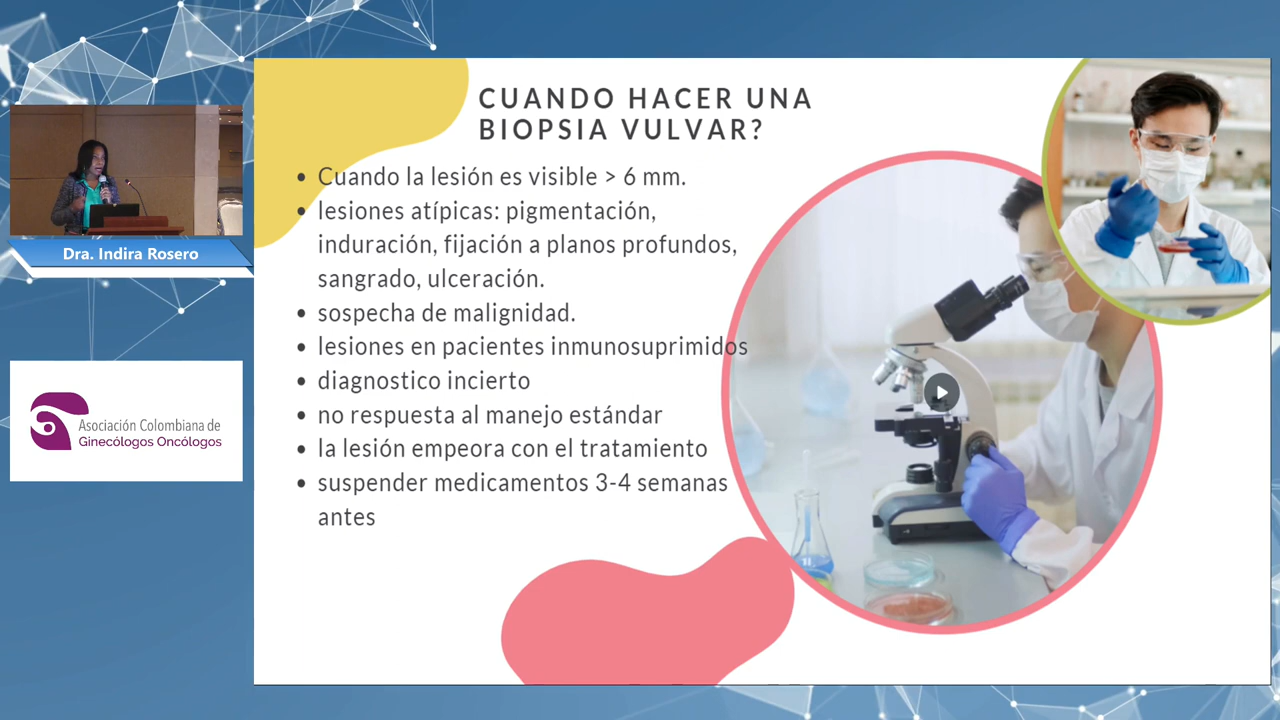 CUANDO HACER UNA
BIOPSIA VULVAR?
• Cuando la lesión es visible > 6 mm.
• lesiones atípicas: pigmentación,
induración, fijación a planos profundos,
sangrado, ulceración.
• sospecha de malignidad.
• lesiones en pacientes inmunosuprimidos
• diagnostico incierto
• no respuesta al manejo estándar
• la lesión empeora con el tratamiento
• suspender medicamentos 3-4 semanas
antes
Dra. Indira Rosero
Asociación Colombiana de
Ginecólogos Oncólogos